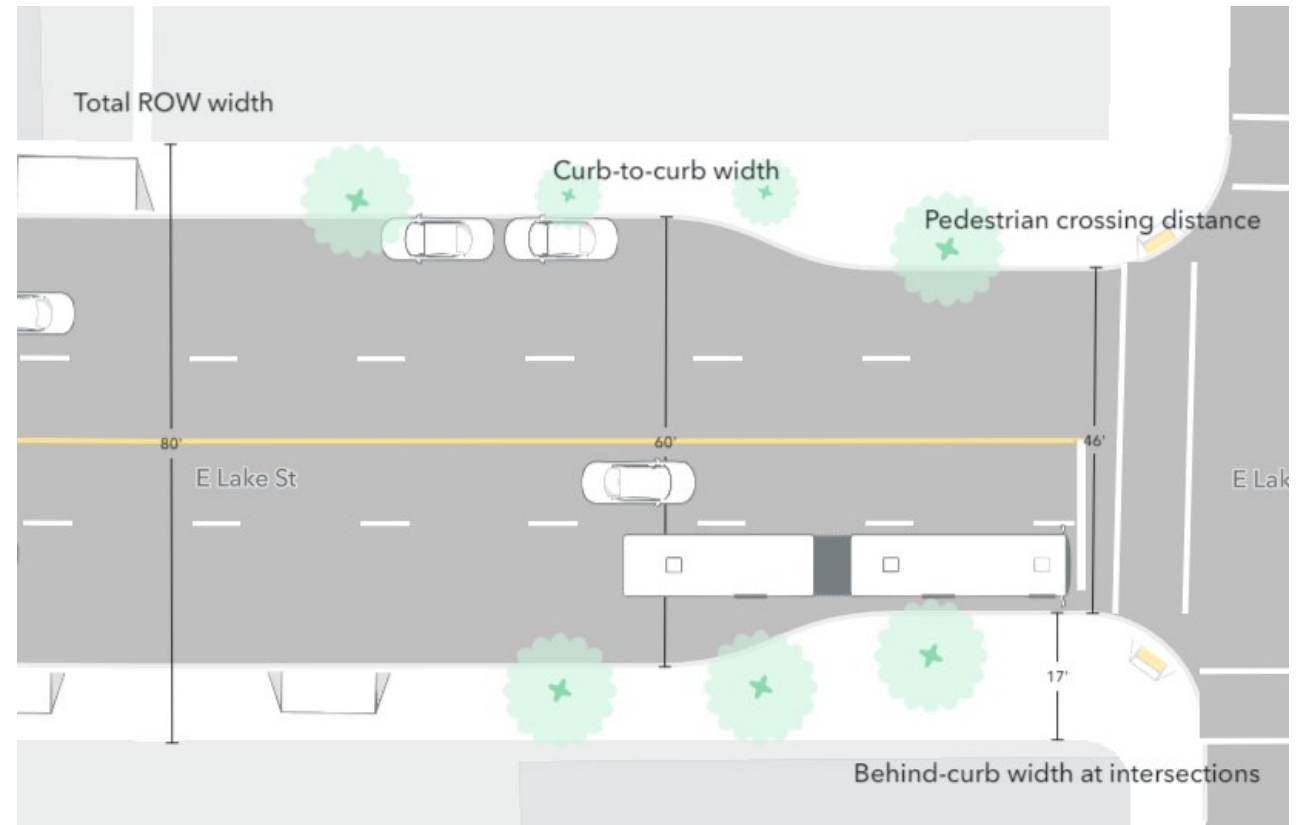 Total ROW width
Curb-to-curb width
Pedestrian crossing distance
80'
60'
46'
E Lake St
E Lak
17'
Behind-curb width at intersections